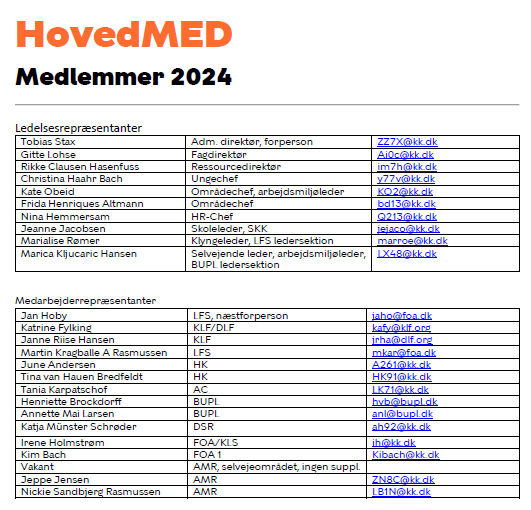 HovedMED
Medlemmer 2024
Ledelsesrepræsentanter
Tobias Stax Adm. direktør, forperson ZZ7X@kk.dk
Gitte Lohse Fagdirektør Ai0c@kk.dk
Rikke Clausen Hasenfuss Ressourcedirektør im7h@kk.dk
Christina Haahr Bach Ungechef y77v@kk.dk
Kate Obeid Områdechef, arbejdsmiljøleder KO2@kk.dk
Frida Henriques Altmann Områdechef bd13@kk.dk
Nina Hemmersam HR-Chef Q213@kk.dk
Jeanne Jacobsen Skoleleder, SKK jejaco@kk.dk
Marialise Rømer Klyngeleder, LFS ledersektion marroe@kk.dk
Marica Kljucaric Hansen Selvejende leder, arbejdsmiljøleder, LX48@kk.dk
BUPL ledersektion
Medarbejderrepræsentanter
Jan Hoby LFS, næstforperson jaho@foa.dk
Katrine Fylking KLF/DLF kafy@klf.org
Janne Riise Hansen KLF jrha@dlf.org
Martin Kragballe A Rasmussen LFS mkar@foa.dk
June Andersen HK A261@kk.dk
Tina van Hauen Bredfeldt HK HK91@kk.dk
Tania Karpatschof AC LK71@kk.dk
Henriette Brockdorff BUPL hvb@bupl.dk
Annette Mai Larsen BUPL anl@bupl.dk
Katja Münster Schrøder DSR ah92@kk.dk
Irene Holmstrøm FOA/KLS ih@kk.dk
Kim Bach FOA 1 Kibach@kk.dk
Vakant AMR, selvejeområdet, ingen suppl.
Jeppe Jensen AMR ZN8C@kk.dk
Nickie Sandbjerg Rasmussen AMR LB1N@kk.dk